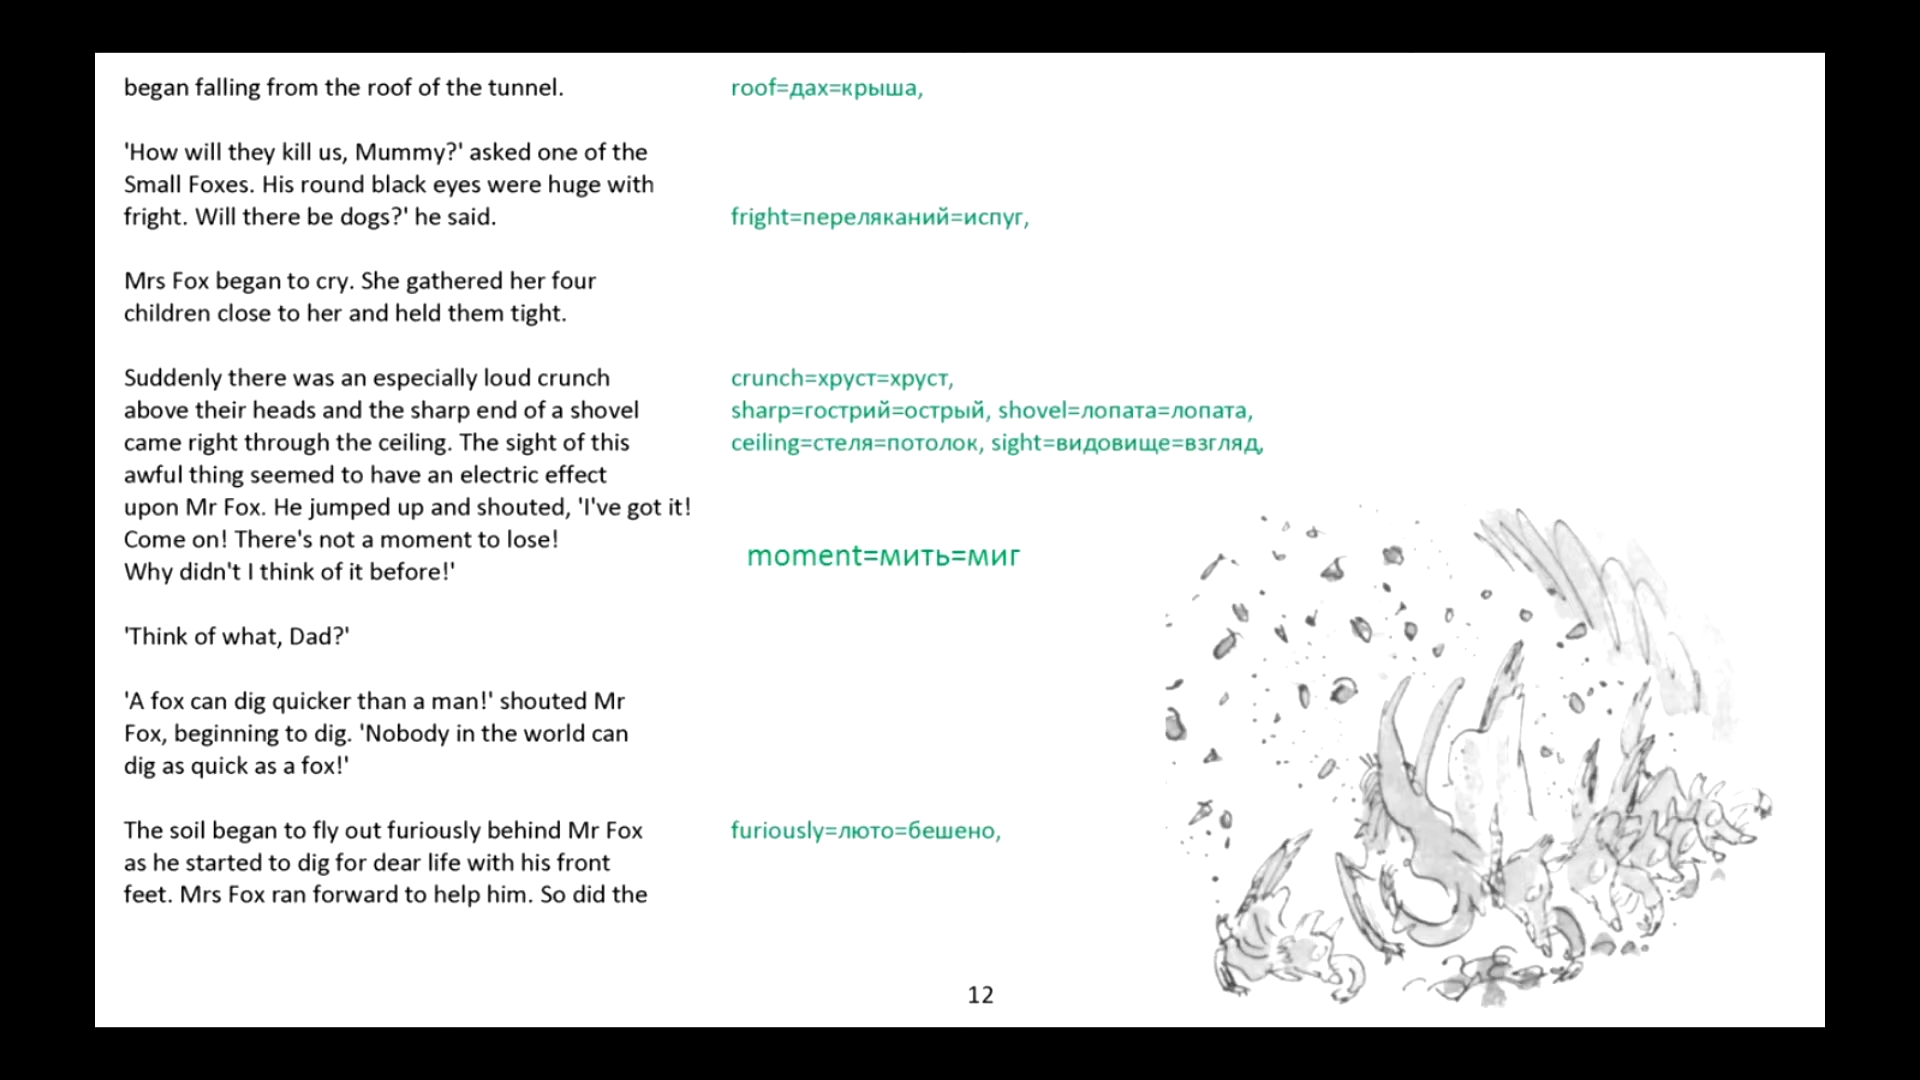 began falling from the roof of the tunnel.
roof=дах=крыша,
'How will they kill us, Mummy?' asked one of the
Small Foxes. His round black eyes were huge with
fright. Will there be dogs?' he said.
fright=переляканий=испуг,
Mrs Fox began to cry. She gathered her four
children close to her and held them tight.
Suddenly there was an especially loud crunch
crunch=хруст=хруст,
above their heads and the sharp end of a shovel
sharp=гострий=острый, shovel=лопата=лопата,
came right through the ceiling. The sight of this
ceiling=стеля=потолок, sight=видовище=взгляд,
awful thing seemed to have an electric effect
upon Mr Fox. He jumped up and shouted, 'I've got it!
Come on! There's not a moment to lose!
moment=мить=миг
Why didn't I think of it before!'
'Think of what, Dad?'
'A fox can dig quicker than a man!' shouted Mr
Fox, beginning to dig. 'Nobody in the world can
dig as quick as a fox!'
The soil began to fly out furiously behind Mr Fox
furiously=люто=бешено,
as he started to dig for dear life with his front
feet. Mrs Fox ran forward to help him. So did the
12